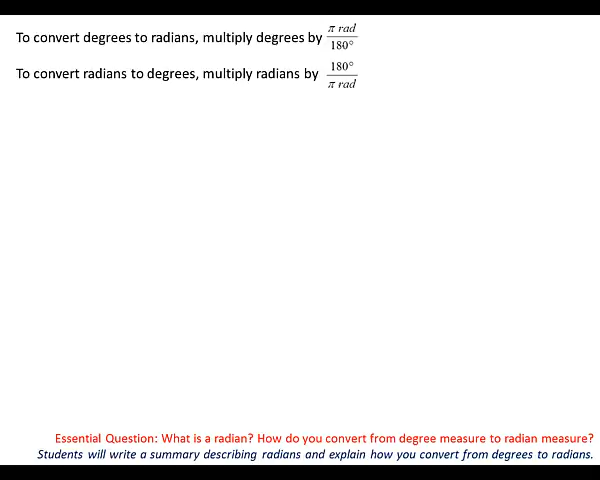 To convert degrees to radians, multiply degrees by π rad / 180°
To convert radians to degrees, multiply radians by 180° / π rad
Essential Question: What is a radian? How do you convert from degree measure to radian measure?
Students will write a summary describing radians and explain how you convert from degrees to radians.